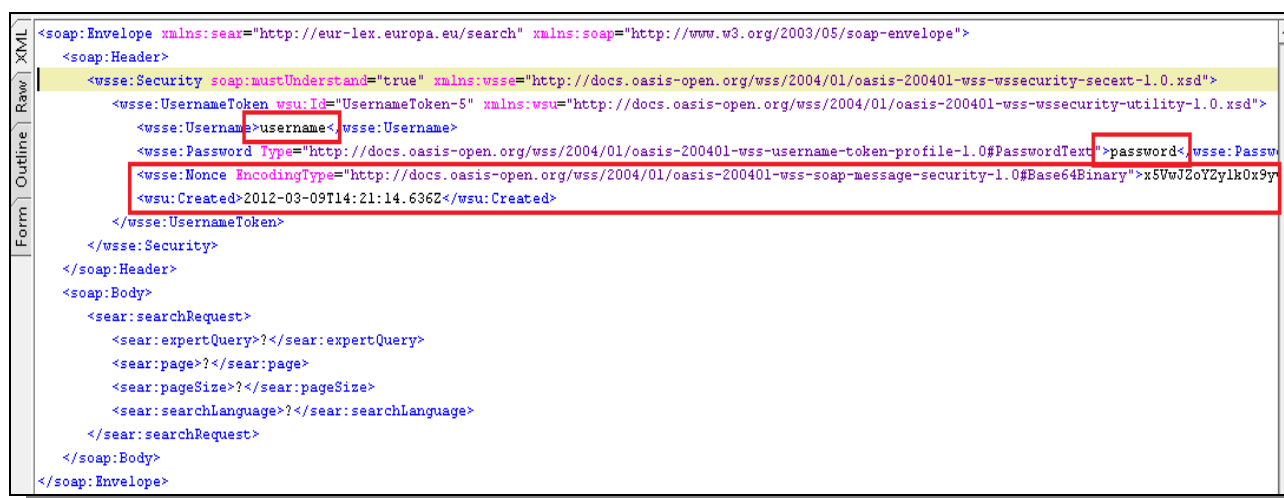 XML
Raw
Outline
Form
<soap:Envelope xmlns:sear="http://eur-lex.europa.eu/search" xmlns:soap="http://www.w3.org/2003/05/soap-envelope">
<soap:Header>
<wsse:Security soap:mustUnderstand="true" xmlns:wsse="http://docs.oasis-open.org/wss/2004/01/oasis-200401-wss-wssecurity-secext-1.0.xsd">
<wsse:UsernameToken wsu:Id="UsernameToken-5" xmlns:wsu="http://docs.oasis-open.org/wss/2004/01/oasis-200401-wss-wssecurity-utility-1.0.xsd">
<wsse:Username>username</wsse:Username>
<wsse:Password Type="http://docs.oasis-open.org/wss/2004/01/oasis-200401-wss-username-token-profile-1.0#PasswordText">password</wsse:Passw
<wsse:Nonce EncodingType="http://docs.oasis-open.org/wss/2004/01/oasis-200401-wss-soap-message-security-1.0#Base64Binary">
<wsu:Created>2012-03-09T14:21:14.636Z</wsu:Created>
</wsse:UsernameToken>
</wsse:Security>
</soap:Header>
<soap:Body>
<sear:searchRequest>
<sear:expertQuery>?</sear:expertQuery>
<sear:page>?</sear:page>
<sear:pageSize>?</sear:pageSize>
<sear:searchLanguage>?</sear:searchLanguage>
</sear:searchRequest>
</soap:Body>
</soap:Envelope>